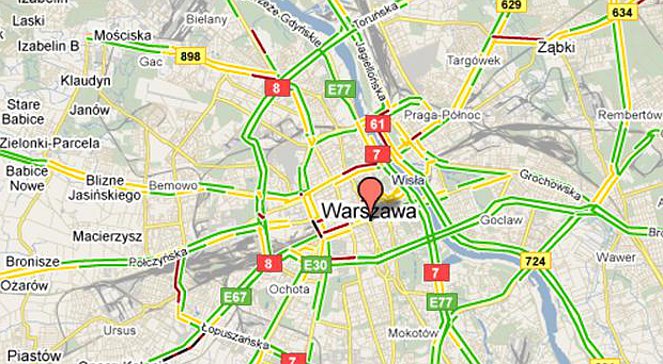 Laski
Bielany
zeże Gdyńskie
Toruńska
629
634
Izabelin B
Mościska
Ząbki
Gac
898
Jagiellońska
Targówek
Klaudyn
8
E77
Stare
Babice
Janów
61
Praga-Północ
Rembertów
Zielonki-Parcela
7
Babice
Nowe
Blizne
Jasińskiego
Bemowo
Wisła
Grochowska
Warszawa
Macierzysz
Goclaw
Bronisze
Połczyńska
8
E30
7
724
Wawer
Ożarów
Ochota
E67
E77
Ursus
Łopuszańska
Mokotów
Piastów
7